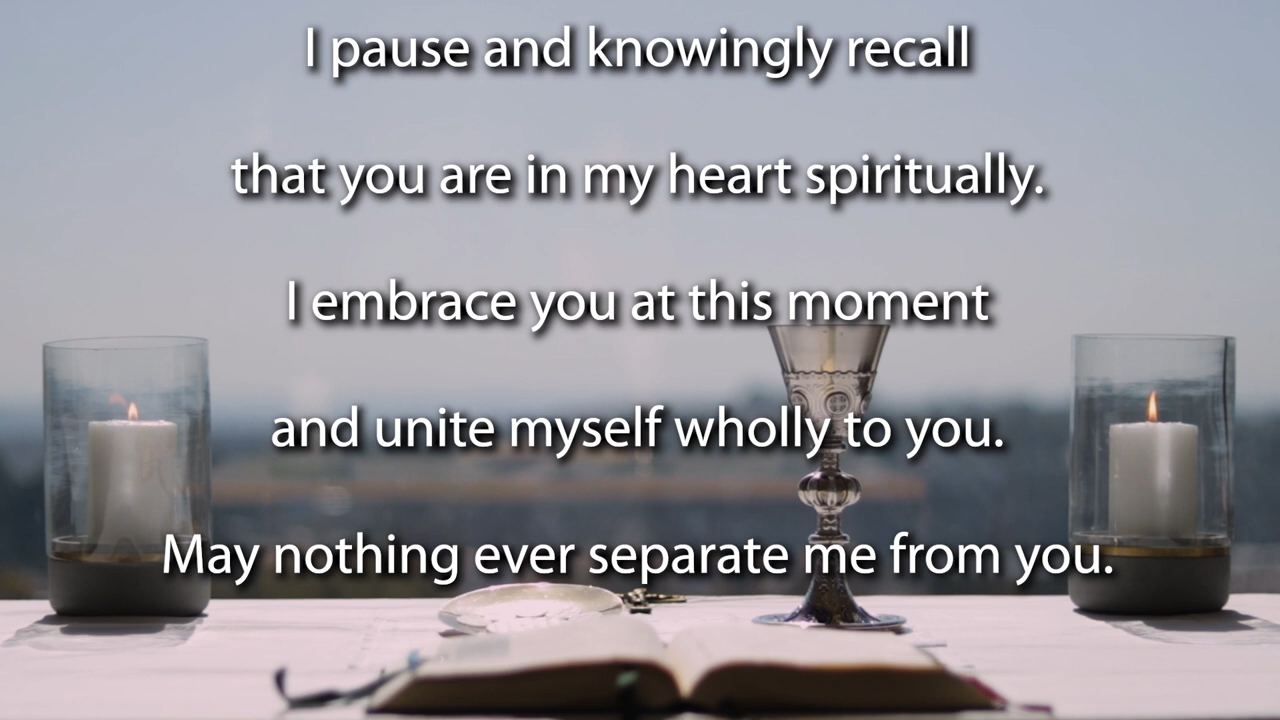 I pause and knowingly recall
that you are in my heart spiritually.
I embrace you at this moment
and unite myself wholly to you.
May nothing ever separate me from you.